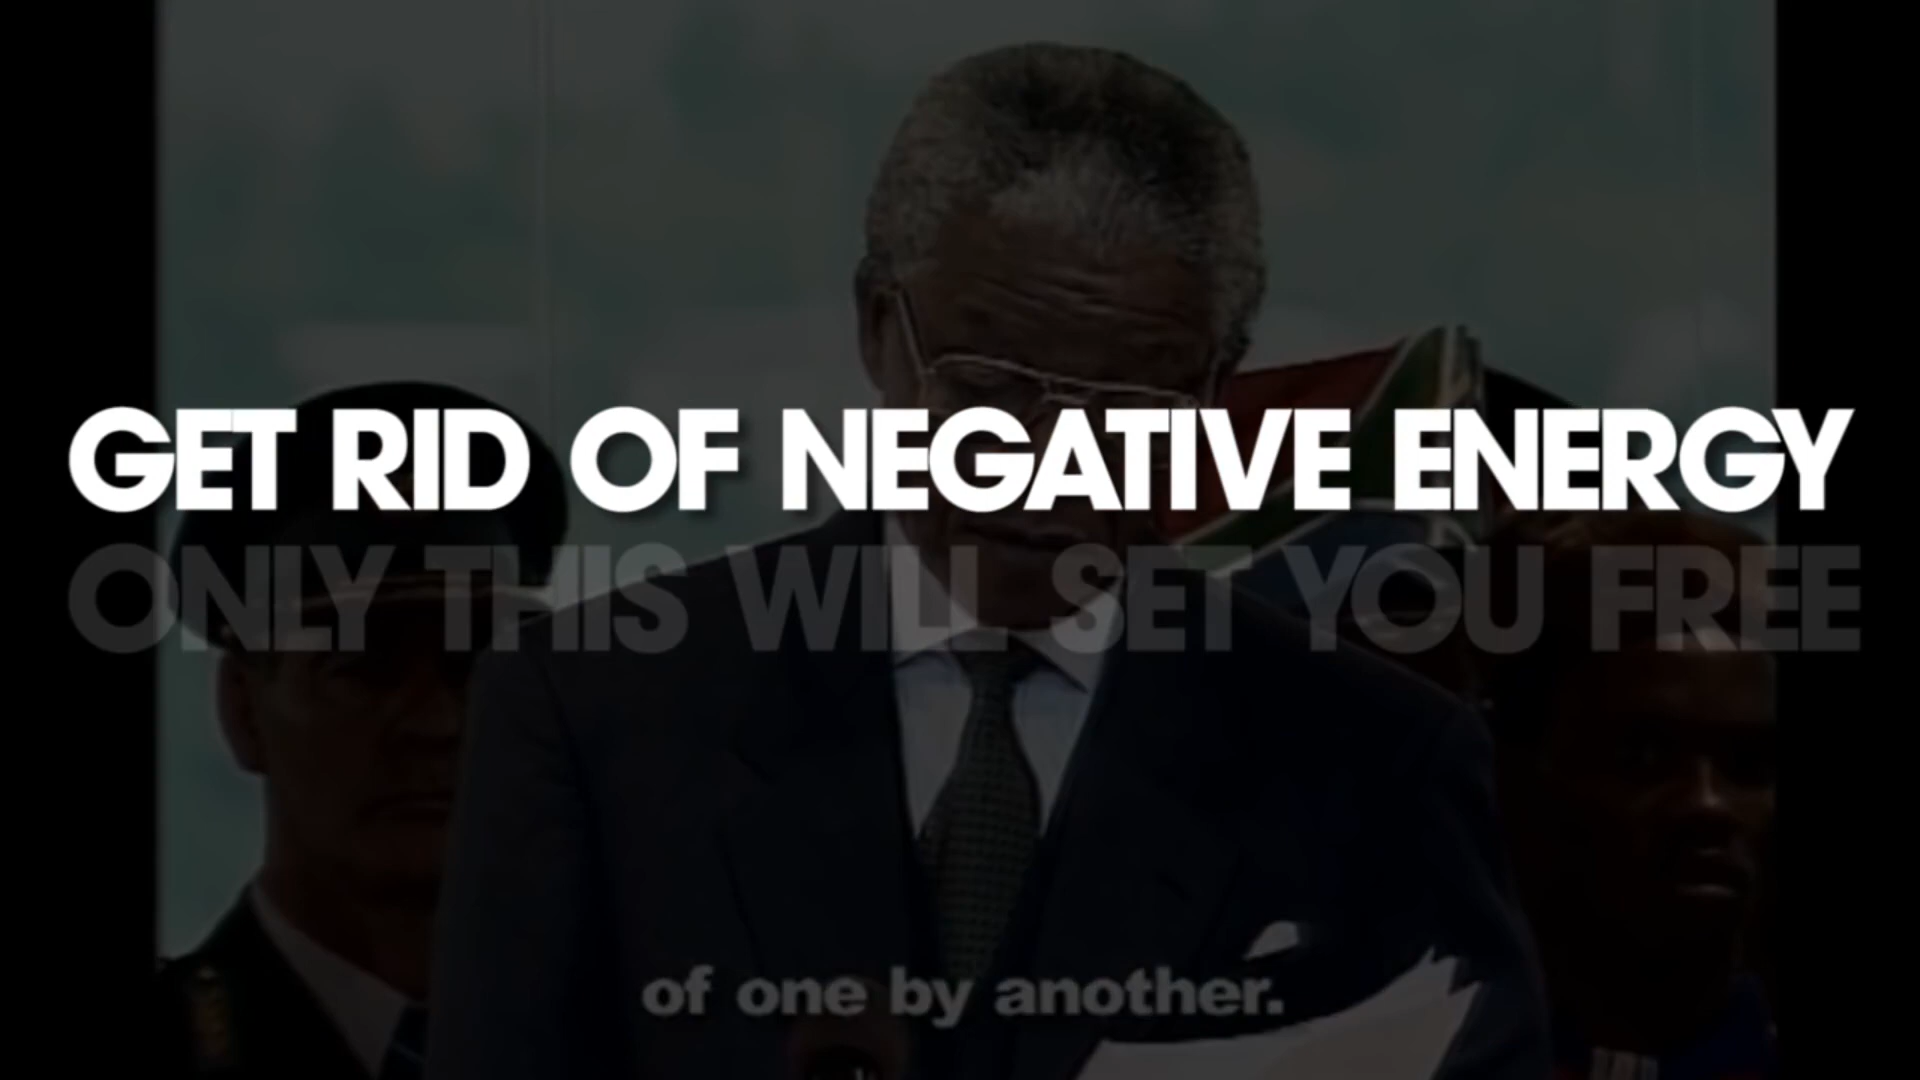 GET RID OF NEGATIVE ENERGY
ONLY THIS WILL SET YOU FREE
of one by another.